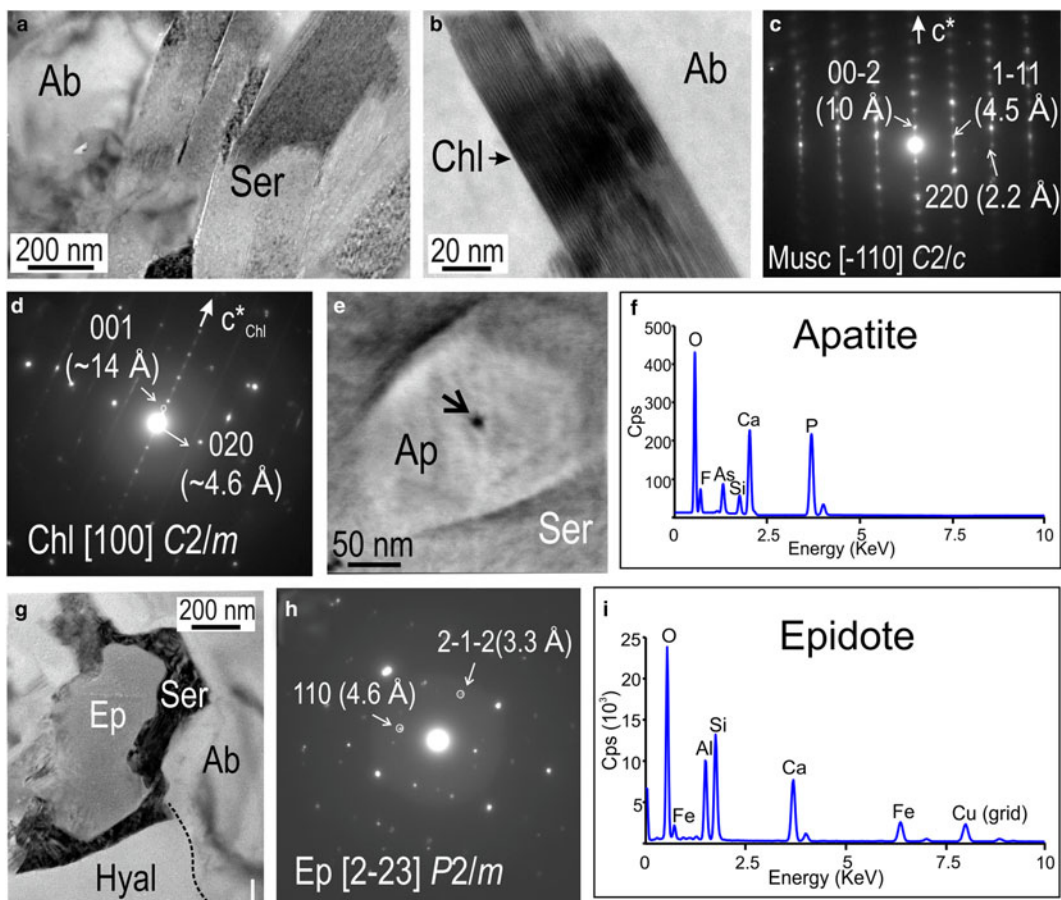 a
Ab
Ser
200 nm
b
Ab
Chl
20 nm
c
c*
00-2
(10 Å)
1-11
(4.5 Å)
220 (2.2 Å)
Musc [-110] C2/c
d
c*Chl
001
(~14 Å)
020
(~4.6 Å)
Chl [100] C2/m
e
Ap
Ser
50 nm
f
Apatite
Cps
500
400
300
200
100
O
F
As
Si
Ca
P
0
2.5
5
7.5
10
Energy (KeV)
g
200 nm
Ep
Ser
Ab
Hyal
h
2-1-2(3.3 Å)
110 (4.6 Å)
Ep [2-23] P2/m
i
Epidote
Cps (10³)
25
20
15
10
5
O
Fe
Al
Si
Ca
Fe
Cu (grid)
0
2.5
5
7.5
10
Energy (KeV)